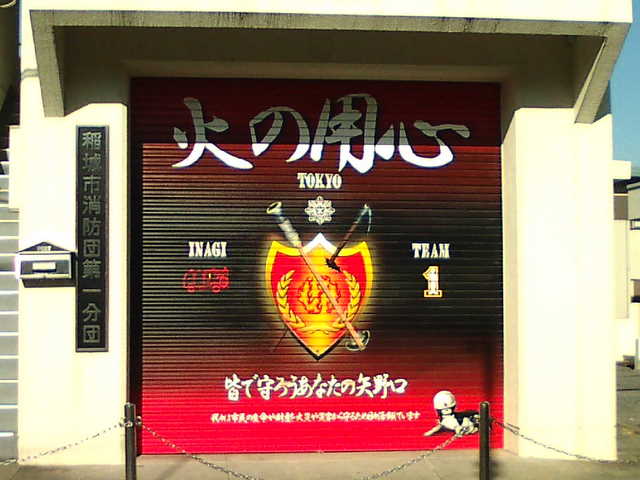 火の用心
TOKYO
INAGI
TEAM
1
皆で守ろうあなたの矢野口
稲城市消防団第一分団